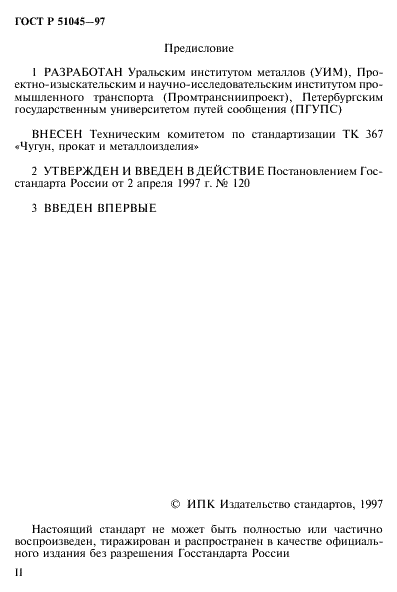 ГОСТ Р 51045—97
Предисловие
1 РАЗРАБОТАН Уральским институтом металлов (УИМ), Про-
ектно-изыскательским и научно-исследовательским институтом про-
мышленного транспорта (Промтрансниипроект), Петербургским
государственным университетом путей сообщения (ПГУПС)
ВНЕСЕН Техническим комитетом по стандартизации ТК 367
«Чугун, прокат и металлоизделия»
2 УТВЕРЖДЕН И ВВЕДЕН В ДЕЙСТВИЕ Постановлением Гос-
стандарта России от 2 апреля 1997 г. № 120
3 ВВЕДЕН ВПЕРВЫЕ
© ИПК Издательство стандартов, 1997
Настоящий стандарт не может быть полностью или частично
воспроизведен, тиражирован и распространен в качестве официаль-
ного издания без разрешения Госстандарта России
II